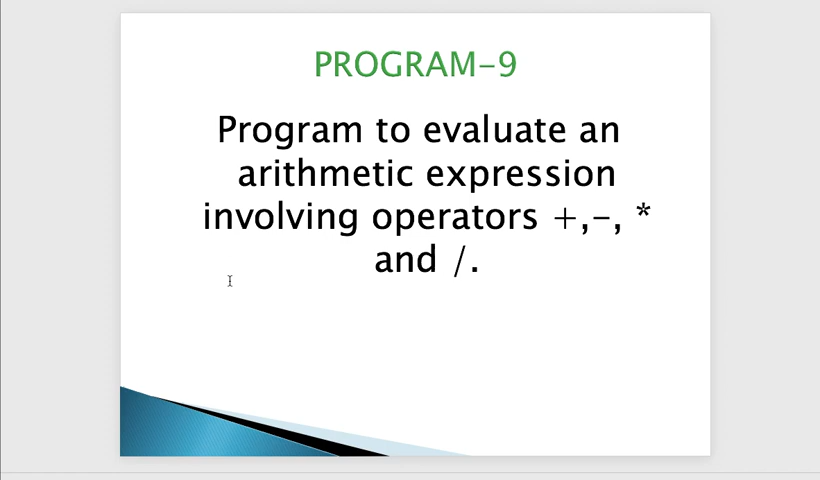 PROGRAM-9
Program to evaluate an
arithmetic expression
involving operators +,-, *
and /.